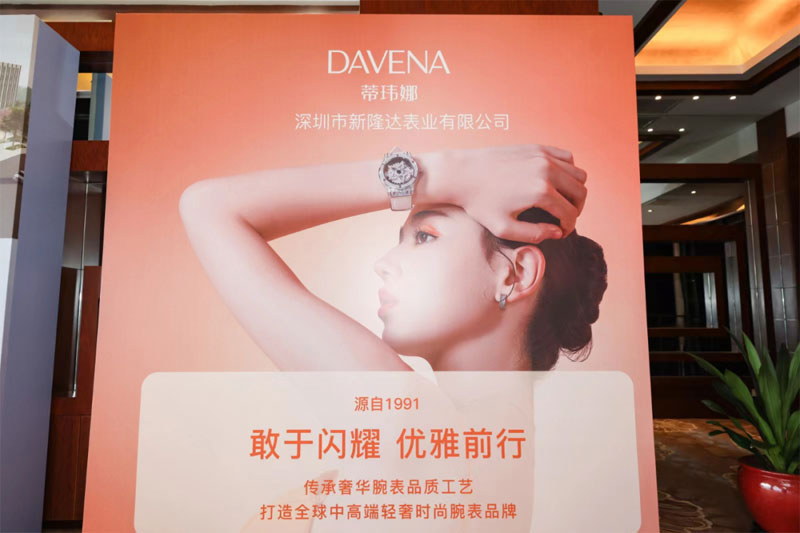 DAVENA
蒂玮娜
深圳市新隆达表业有限公司
源自1991
敢于闪耀 优雅前行
传承奢华腕表品质工艺
打造全球中高端轻奢时尚腕表品牌